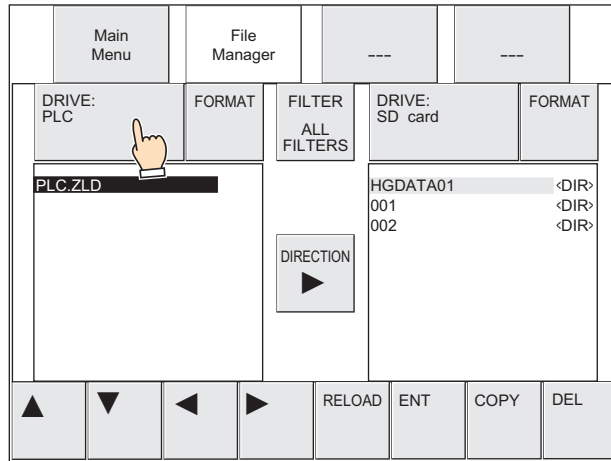 Main
Menu
File
Manager
---
---
DRIVE:
PLC
FORMAT
FILTER
ALL
FILTERS
DRIVE:
SD card
FORMAT
PLC.ZLD
HGDATA01 <DIR>
001 <DIR>
002 <DIR>
DIRECTION
RELOAD
ENT
COPY
DEL